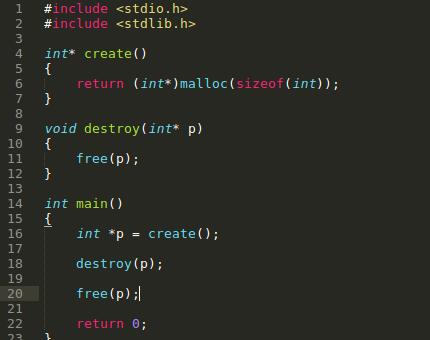 1 #include <stdio.h>
2 #include <stdlib.h>
3
4 int* create()
5 {
6     return (int*)malloc(sizeof(int));
7 }
8
9 void destroy(int* p)
10 {
11     free(p);
12 }
13
14 int main()
15 {
16     int *p = create();
17
18     destroy(p);
19
20     free(p);
21
22     return 0;
23 }